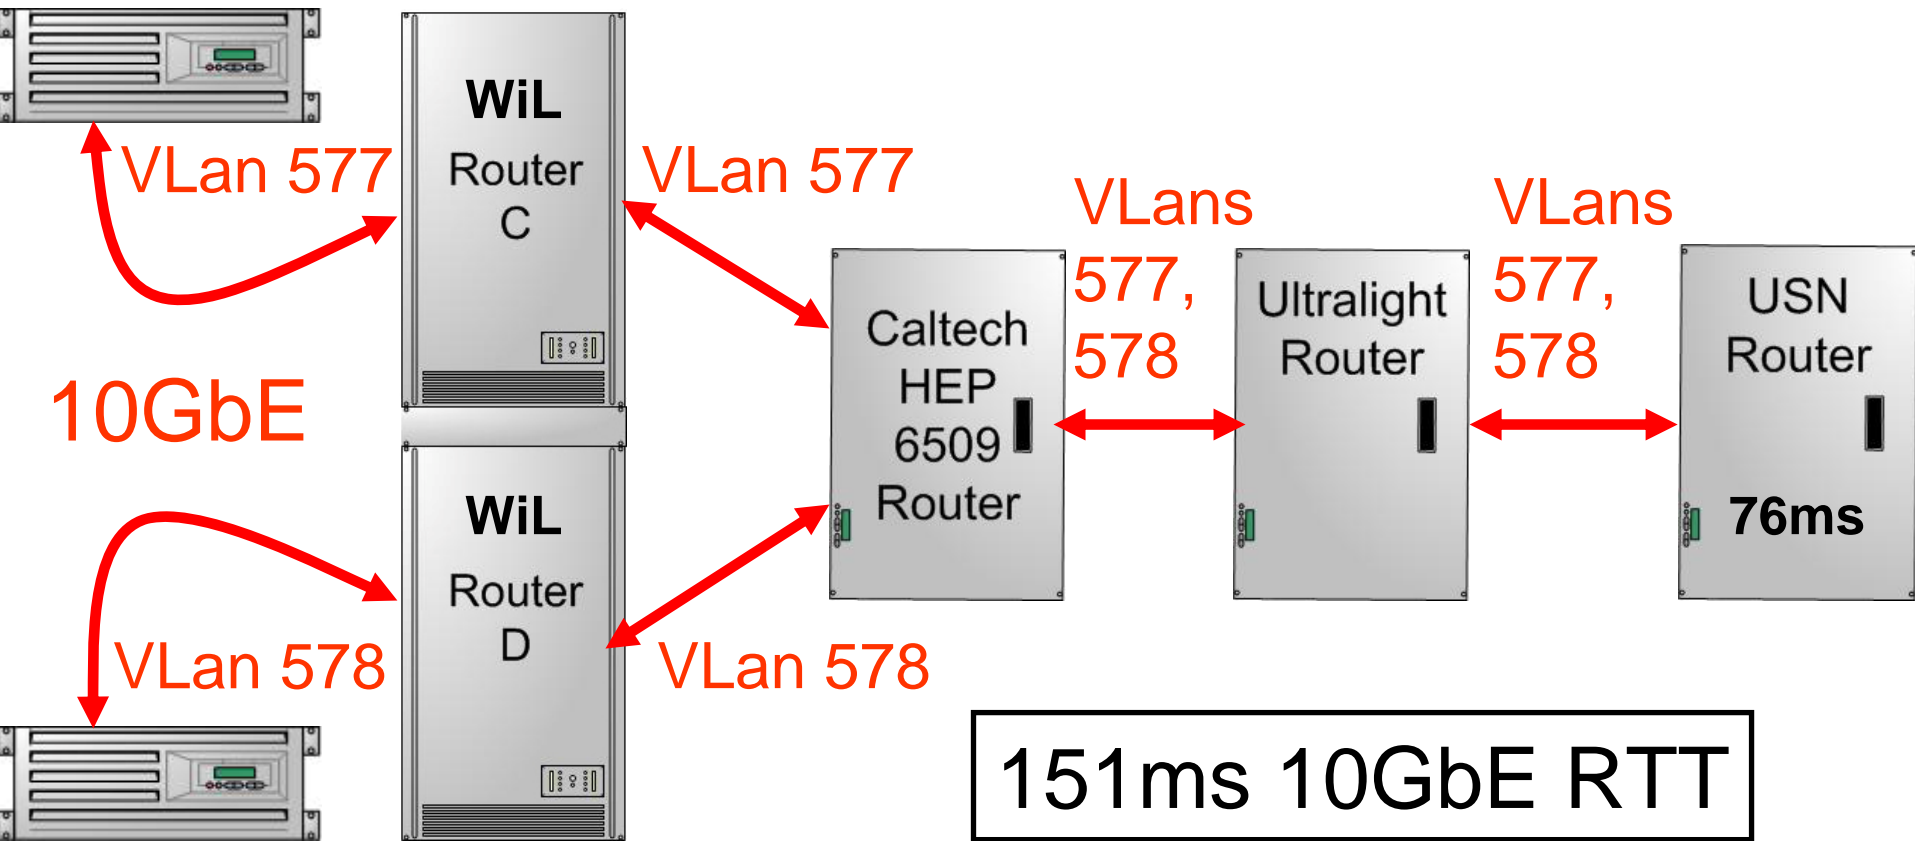 WiL
Router
C
VLan 577
VLan 577
10GbE
WiL
Router
D
VLan 578
VLan 578
Caltech
HEP
6509
Router
VLans
577,
578
Ultralight
Router
VLans
577,
578
USN
Router
76ms
151ms 10GbE RTT